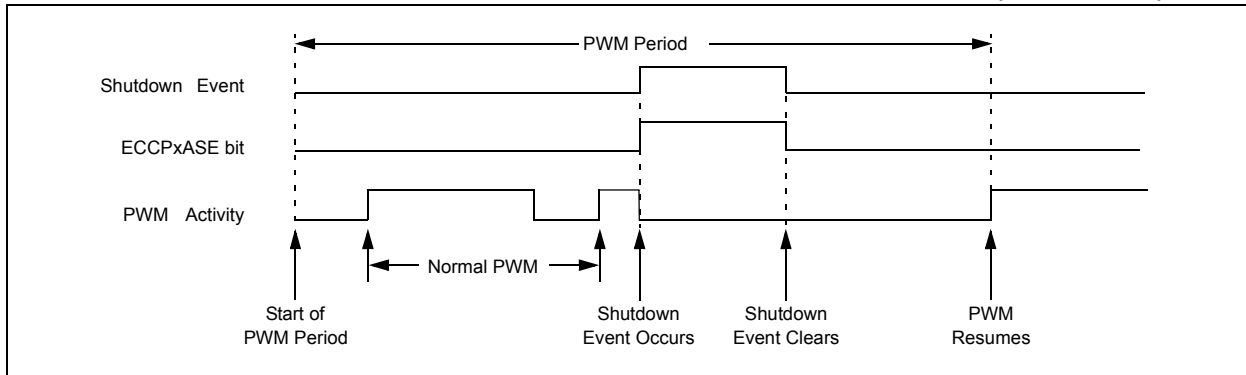 PWM Period
Shutdown Event
ECCPxASE bit
PWM Activity
Normal PWM
Start of
PWM Period
Shutdown
Event Occurs
Shutdown
Event Clears
PWM
Resumes